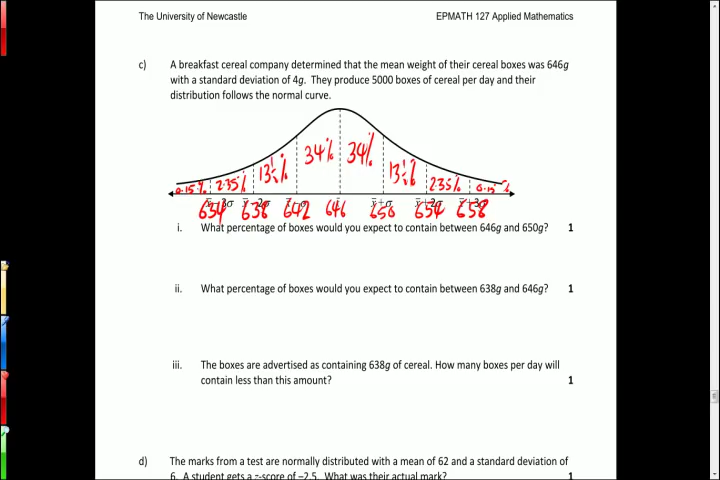 The University of Newcastle EPMATH 127 Applied Mathematics
c) A breakfast cereal company determined that the mean weight of their cereal boxes was 646g
with a standard deviation of 4g. They produce 5000 boxes of cereal per day and their
distribution follows the normal curve.
34% 34%
13½% 13½%
0.15% 2.35% 2.35% 0.15%
634 638 642 646 650 654 658
i. What percentage of boxes would you expect to contain between 646g and 650g? 1
ii. What percentage of boxes would you expect to contain between 638g and 646g? 1
iii. The boxes are advertised as containing 638g of cereal. How many boxes per day will
contain less than this amount?
1
d) The marks from a test are normally distributed with a mean of 62 and a standard deviation of
6. A student gets a z-score of –2.5. What was their actual mark? 1